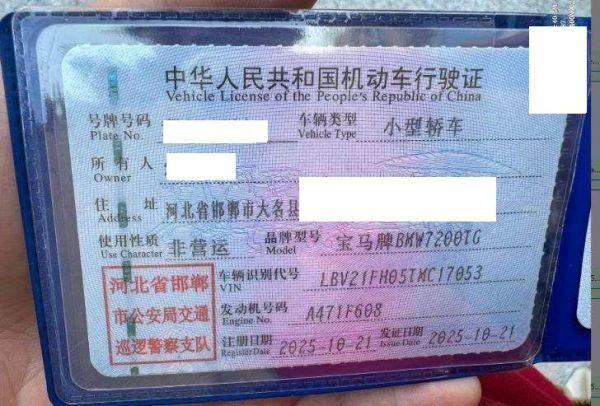 中华人民共和国机动车行驶证
Vehicle License of the People's Republic of China
号牌号码 车辆类型 小型轿车
Plate No. Vehicle Type
所有人
Owner
住址 河北省邯郸市大名县
Address
使用性质 非营运 品牌型号 宝马牌BMW7200TG
Use Character Model
河北省邯郸 车辆识别代号 LBV21FH05TMC17053
VIN
市公安局交通 发动机号码 A471F608
Engine No.
巡逻警察支队 注册日期 2025-10-21 发证日期 2025-10-21
Register Date Issue Date